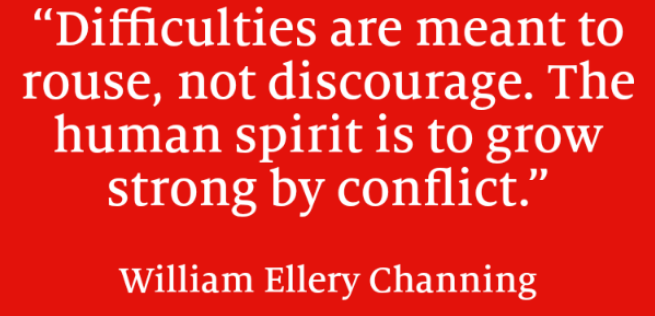 “Difficulties are meant to
rouse, not discourage. The
human spirit is to grow
strong by conflict.”
William Ellery Channing